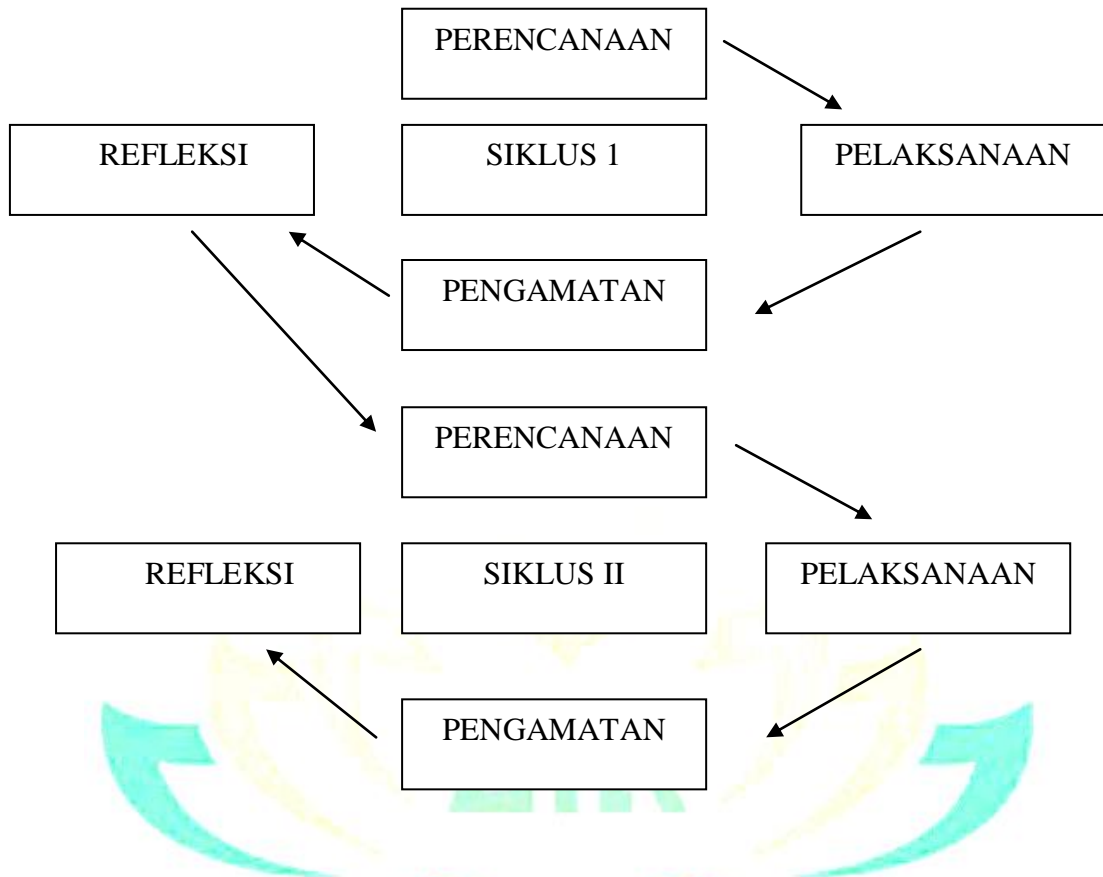 PERENCANAAN
REFLEKSI
SIKLUS 1
PELAKSANAAN
PENGAMATAN
PERENCANAAN
REFLEKSI
SIKLUS II
PELAKSANAAN
PENGAMATAN